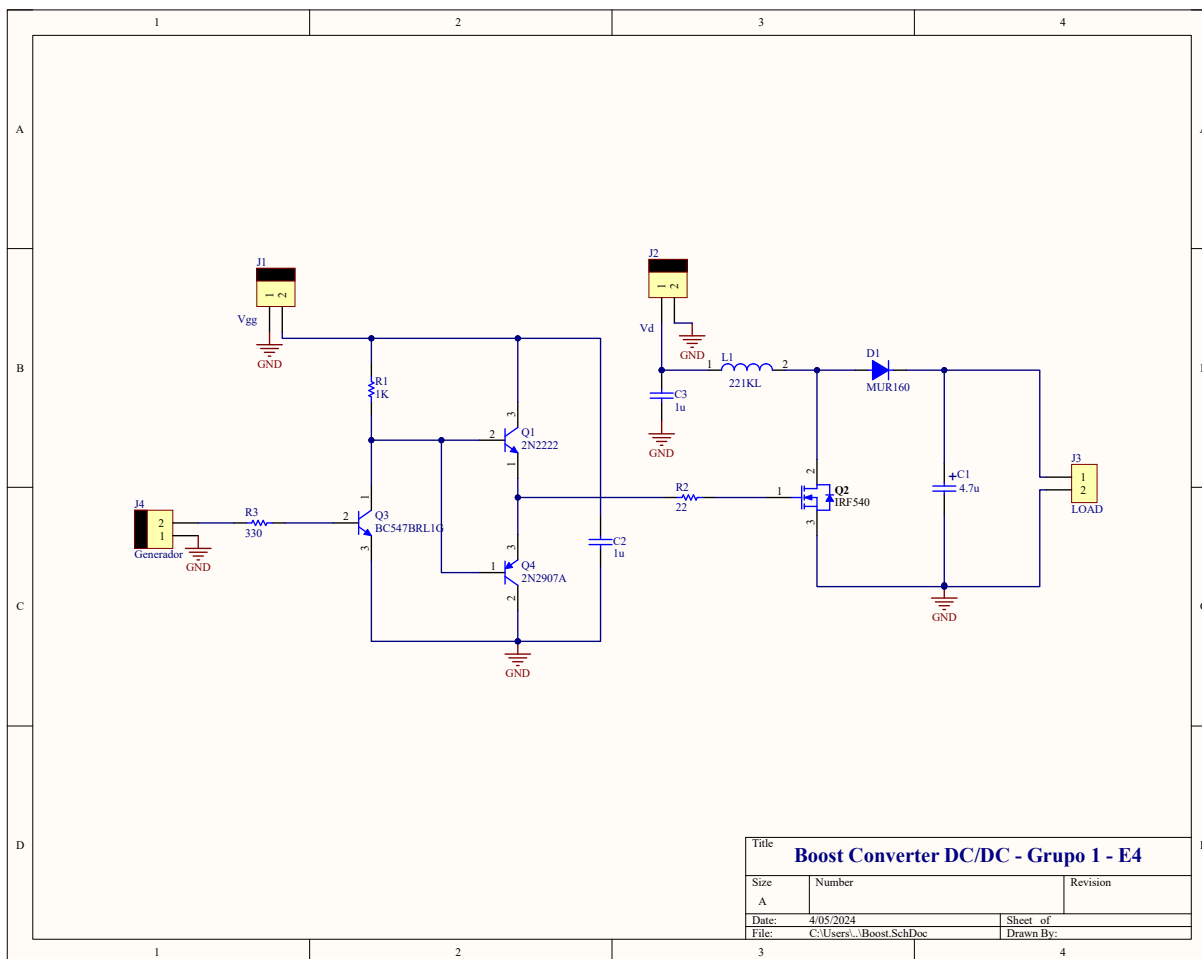 1 2 3 4
A A
J2
J1
1 2
1 2
Vgg
Vd
GND
GND
B
D1
L1
1 2
221KL
MUR160
R1
1K
C3
1u
3
2
Q1
2N2222
1
GND
2
J3
1
2
LOAD
+C1
4.7u
R2
22
1
Q2
IRF540
3
J4
2
1
Generador
R3
330
GND
1
2
Q3
BC547BRL1G
3
C2
1u
3
1
Q4
2N2907A
2
C
GND
GND
D
Title
Boost Converter DC/DC - Grupo 1 - E4
Size Number Revision
A
Date: 4/05/2024 Sheet of
File: C:\Users\..\Boost.SchDoc Drawn By:
1 2 3 4